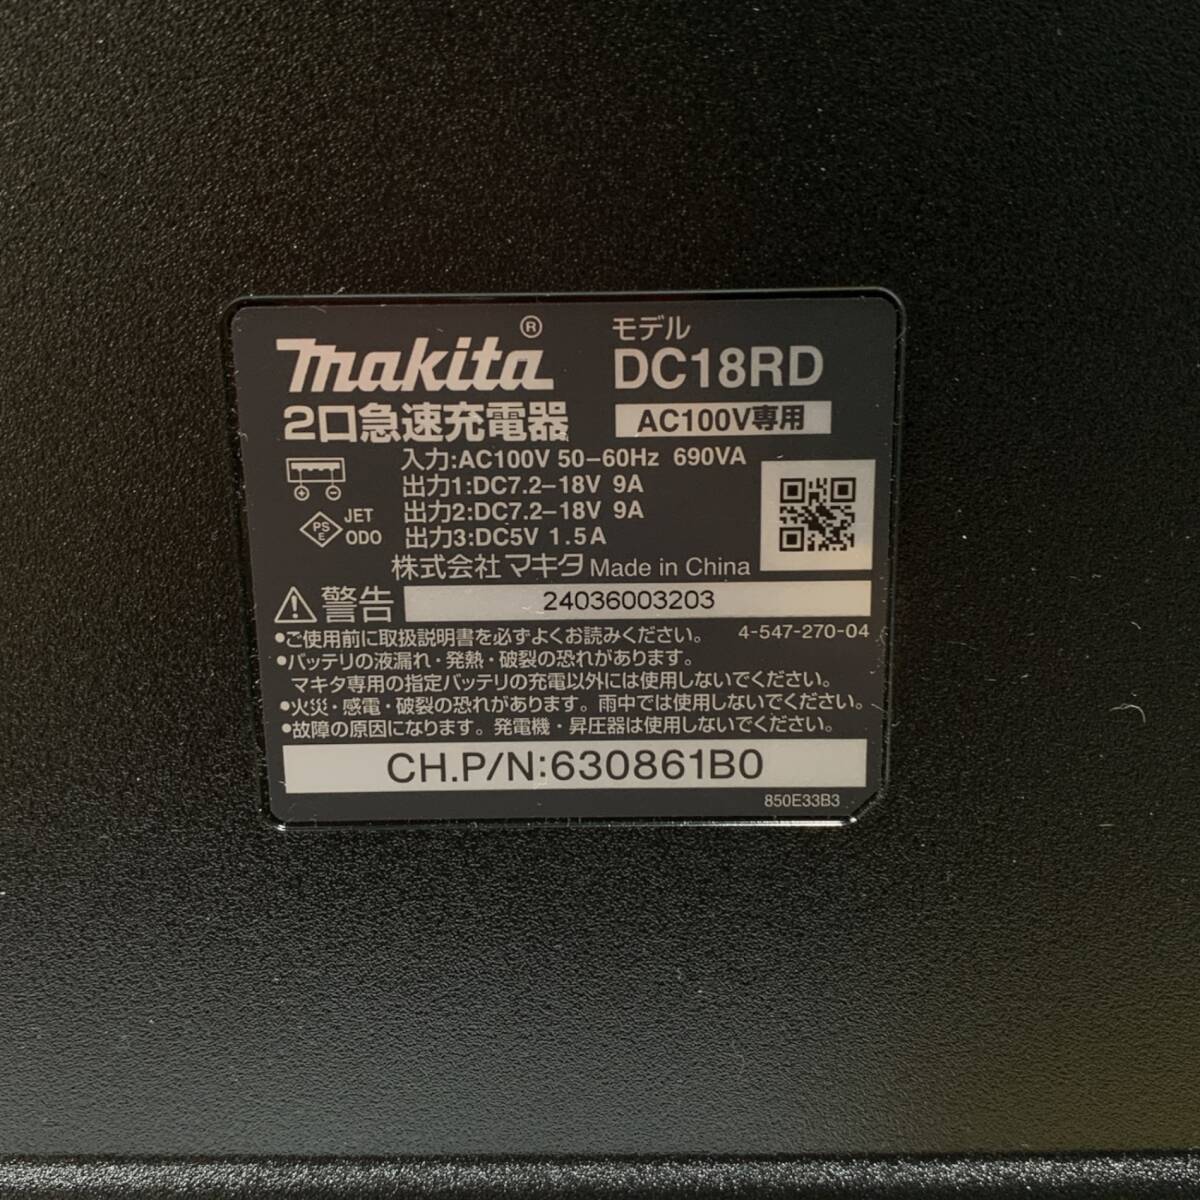 makita®
モデル
DC18RD
2口急速充電器
AC100V専用
入力:AC100V 50-60Hz 690VA
出力1:DC7.2-18V 9A
出力2:DC7.2-18V 9A
出力3:DC5V 1.5A
PS E
JET
ODO
株式会社マキタ Made in China
警告
24036003203
●ご使用前に取扱説明書を必ずよくお読みください。 4-547-270-04
●バッテリの液漏れ・発熱・破裂の恐れがあります。
マキタ専用の指定バッテリの充電以外には使用しないでください。
●火災・感電・破裂の恐れがあります。雨中では使用しないでください。
●故障の原因になります。発電機・昇圧器は使用しないでください。
CH.P/N:630861B0
850E33B3